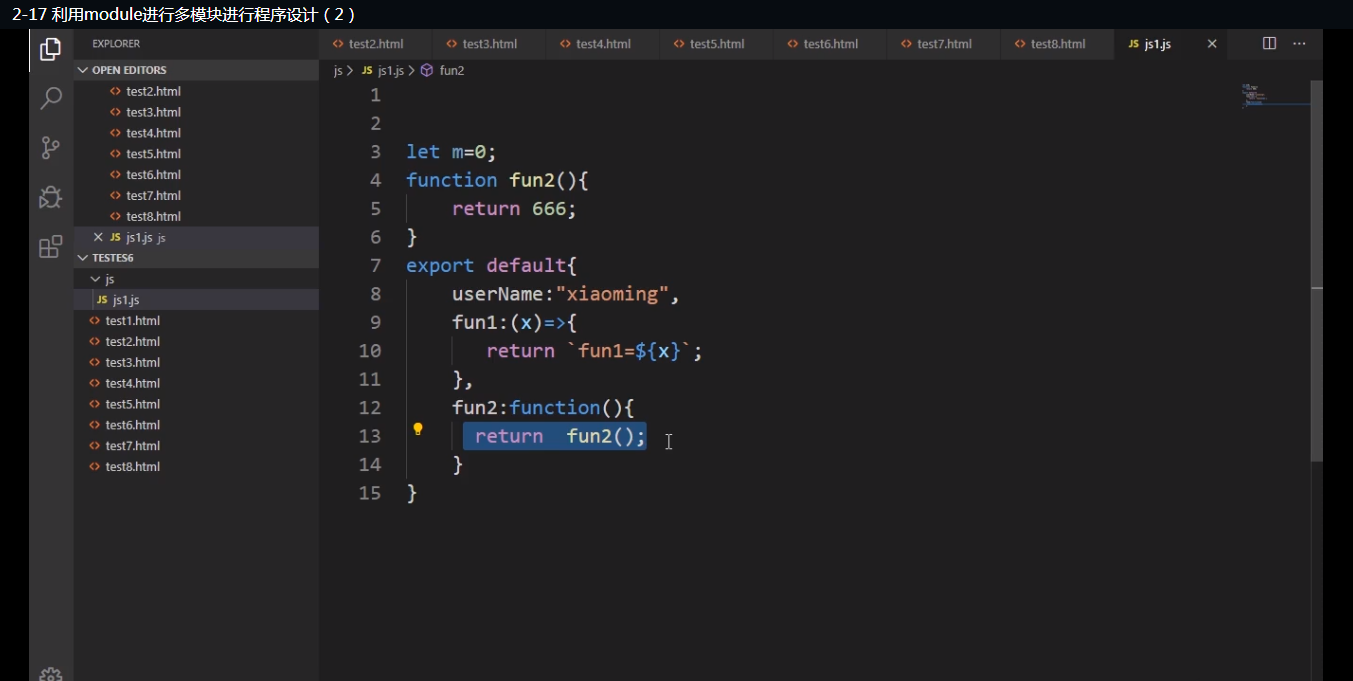 2-17 利用module进行多模块进行程序设计（2）
EXPLORER
OPEN EDITORS
test2.html
test3.html
test4.html
test5.html
test6.html
test7.html
test8.html
JS js1.js js
TESTES6
js
JS js1.js
test1.html
test2.html
test3.html
test4.html
test5.html
test6.html
test7.html
test8.html
test2.html test3.html test4.html test5.html test6.html test7.html test8.html JS js1.js
js > JS js1.js > fun2
1
2
3 let m=0;
4 function fun2(){
5 return 666;
6 }
7 export default{
8 userName:"xiaoming",
9 fun1:(x)=>{
10 return `fun1=${x}`;
11 },
12 fun2:function(){
13 return fun2();
14 }
15 }